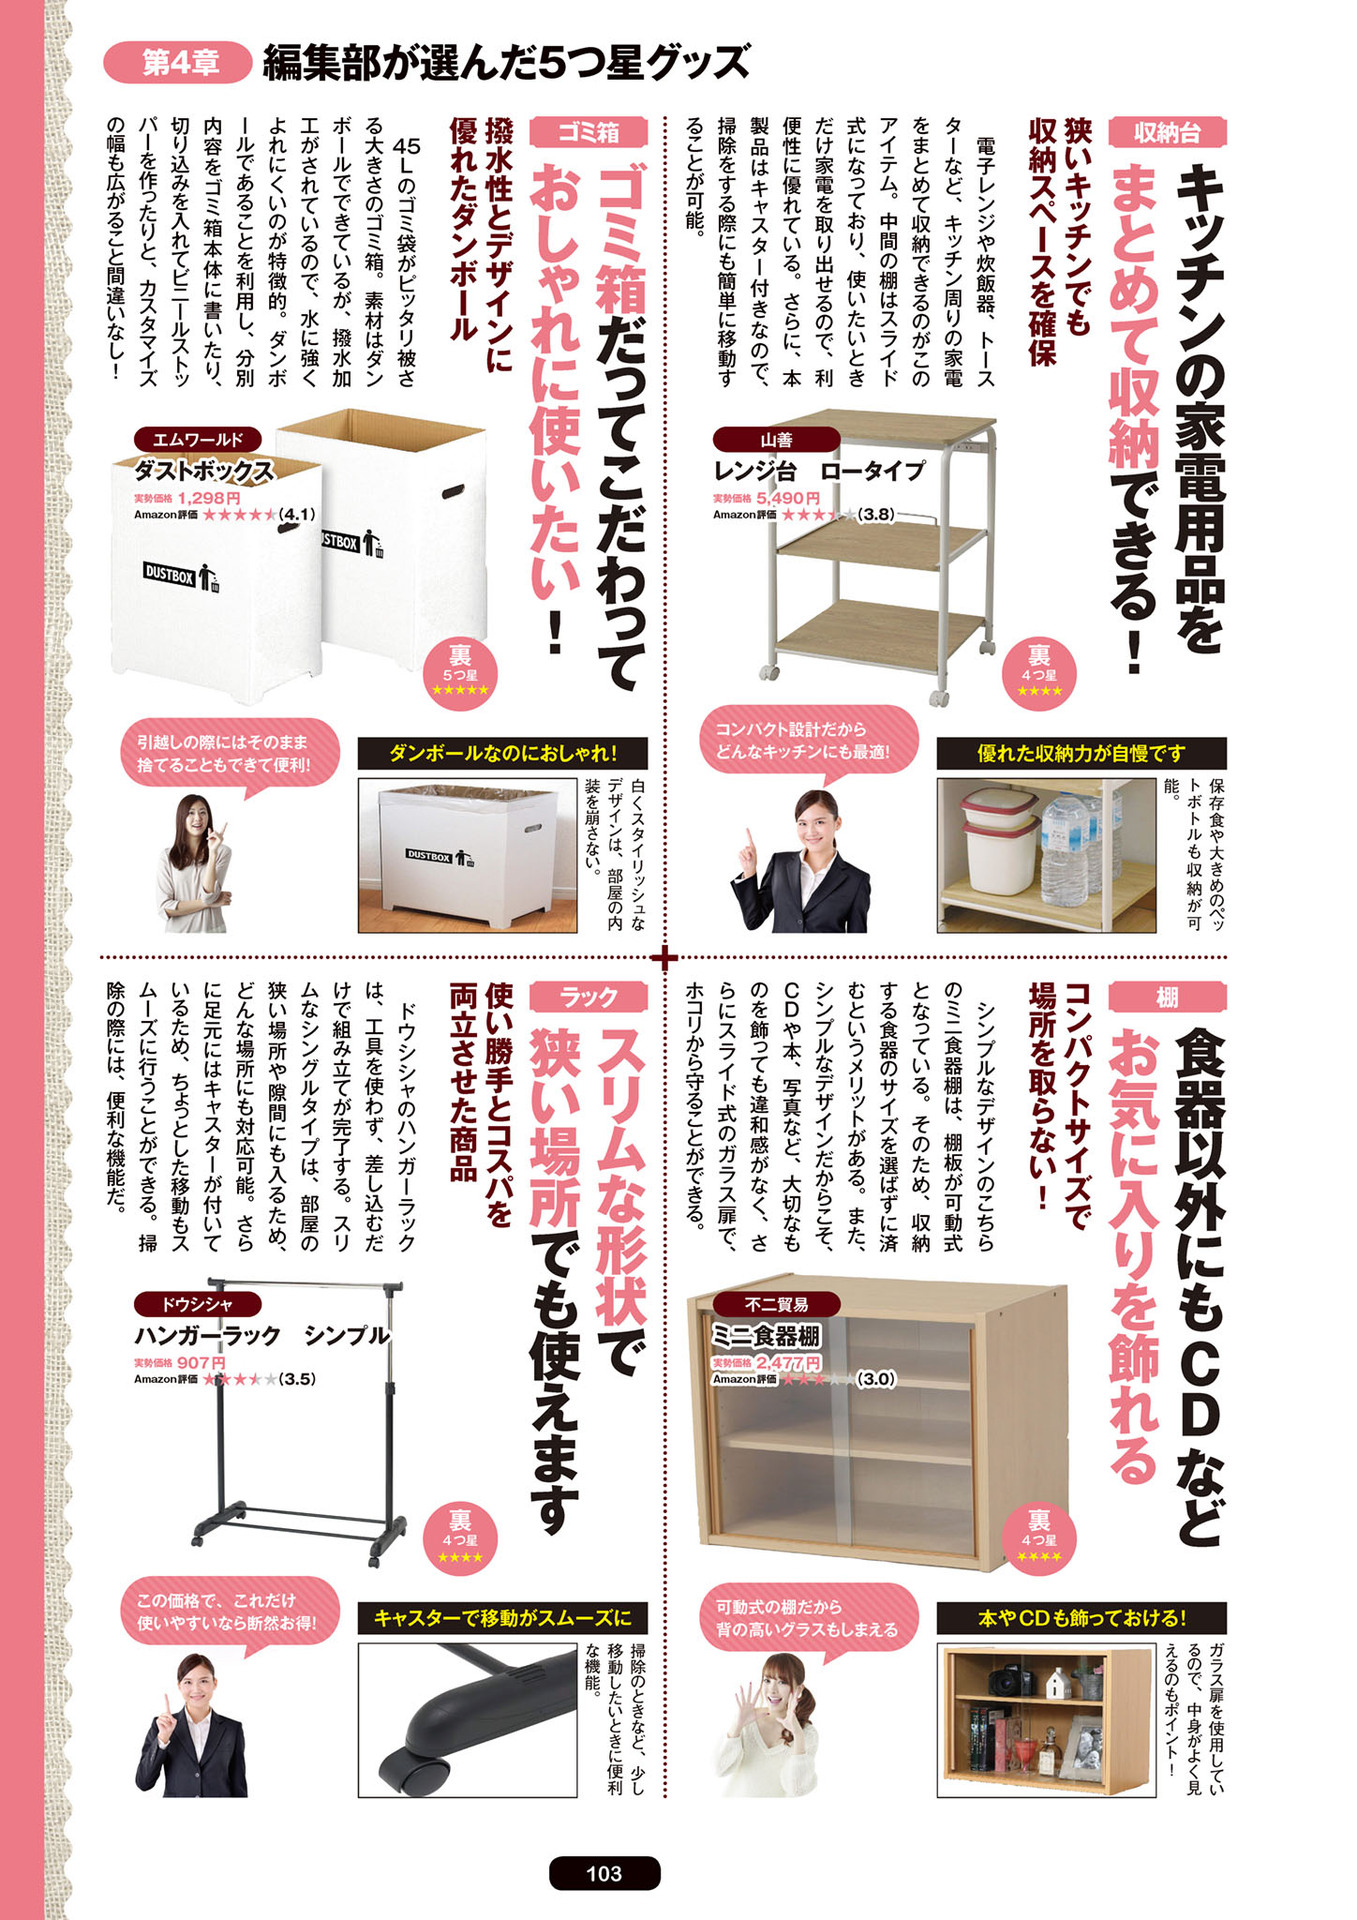 第4章 編集部が選んだ5つ星グッズ
収納台
キッチンの家電用品を
まとめて収納できる！
狭いキッチンでも
収納スペースを確保
電子レンジや炊飯器、トース
ターなど、キッチン周りの家電
をまとめて収納できるのがこの
アイテム。中間の棚はスライド
式になっており、使いたいとき
だけ家電を取り出せるので、利
便性に優れている。さらに、本
製品はキャスター付きなので、
掃除をする際にも簡単に移動す
ることが可能。
山善
レンジ台　ロータイプ
実勢価格 5,490円
Amazon評価 ★★★★★(3.8)
裏
4つ星
★★★★
コンパクト設計だから
どんなキッチンにも最適!
優れた収納力が自慢です
保存食や大きめのペッ
トボトルも収納が可
能。
ゴミ箱
ゴミ箱だってこだわって
おしゃれに使いたい！
撥水性とデザインに
優れたダンボール
45Lのゴミ袋がピッタリ被さ
る大きさのゴミ箱。素材はダン
ボールでできているが、撥水加
工がされているので、水に強く
よれにくいのが特徴的。ダンボ
ールであることを利用し、分別
内容をゴミ箱本体に書いたり、
切り込みを入れてビニールストッ
パーを作ったりと、カスタマイズ
の幅も広がること間違いなし！
エムワールド
ダストボックス
実勢価格 1,298円
Amazon評価 ★★★★★(4.1)
DUSTBOX
STBOX
裏
5つ星
★★★★★
引越しの際にはそのまま
捨てることもできて便利!
ダンボールなのにおしゃれ!
DUSTBOX
白くスタイリッシュな
デザインは、部屋の内
装を崩さない。
棚
食器以外にもCDなど
お気に入りを飾れる
コンパクトサイズで
場所を取らない！
シンプルなデザインのこちら
のミニ食器棚は、棚板が可動式
となっている。そのため、収納
する食器のサイズを選ばずに済
むというメリットがある。また、
シンプルなデザインだからこそ、
CDや本、写真など、大切なも
のを飾っても違和感がなく、さ
らにスライド式のガラス扉で、
ホコリから守ることができる。
不二貿易
ミニ食器棚
実勢価格 2,477円
Amazon評価 ★★★★★(3.0)
裏
4つ星
★★★★
可動式の棚だから
背の高いグラスもしまえる
本やCDも飾っておける!
ガラス扉を使用してい
るので、中身がよく見
えるのもポイント！
ラック
スリムな形状で
狭い場所でも使えます
使い勝手とコスパを
両立させた商品
ドウシシャのハンガーラック
は、工具を使わず、差し込むだ
けで組み立てが完了する。スリ
ムなシングルタイプは、部屋の
狭い場所や隙間にも入るため、
どんな場所にも対応可能。さら
に足元にはキャスターが付いて
いるため、ちょっとした移動もス
ムーズに行うことができる。掃
除の際には、便利な機能だ。
ドウシシャ
ハンガーラック　シンプル
実勢価格 907円
Amazon評価 ★★★★★(3.5)
裏
4つ星
★★★★
この価格で、これだけ
使いやすいなら断然お得!
キャスターで移動がスムーズに
掃除のときなど、少し
移動したいときに便利
な機能。
103